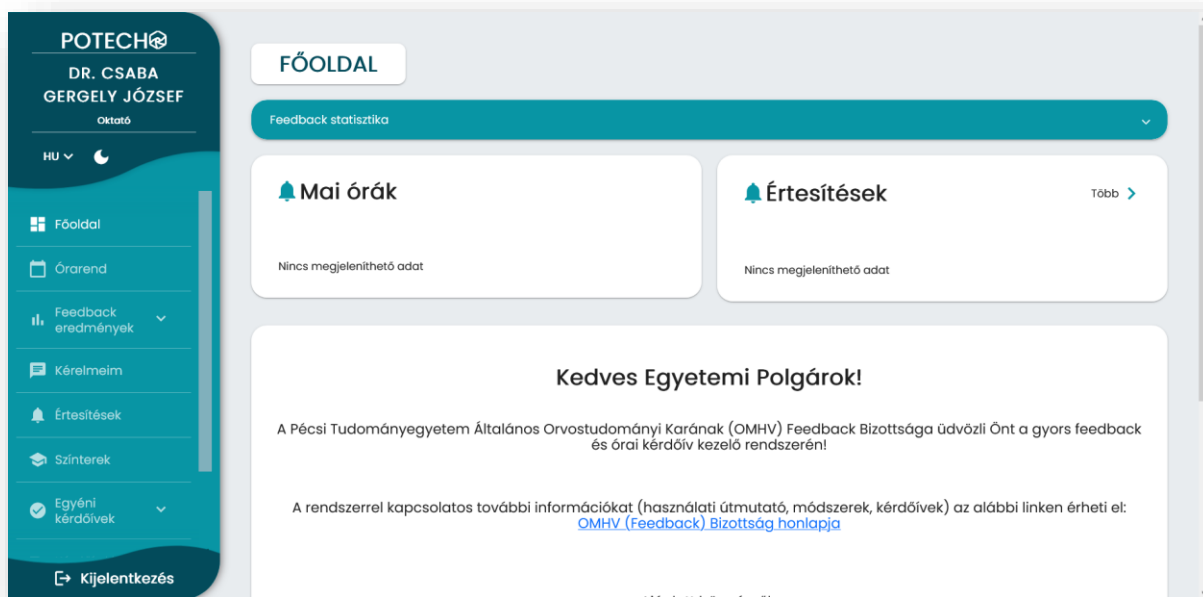 POTECH
DR. CSABA
GERGELY JÓZSEF
Oktató
HU
Főoldal
Órarend
Feedback
eredmények
Kérelmeim
Értesítések
Színterek
Egyéni
kérdőívek
Kijelentkezés
FŐOLDAL
Feedback statisztika
Mai órák
Nincs megjeleníthető adat
Értesítések
Több
Nincs megjeleníthető adat
Kedves Egyetemi Polgárok!
A Pécsi Tudományegyetem Általános Orvostudományi Karának (OMHV) Feedback Bizottsága üdvözli Önt a gyors feedback
és órai kérdőív kezelő rendszerén!
A rendszerrel kapcsolatos további információkat (használati útmutató, módszerek, kérdőívek) az alábbi linken érheti el:
OMHV (Feedback) Bizottság honlapja